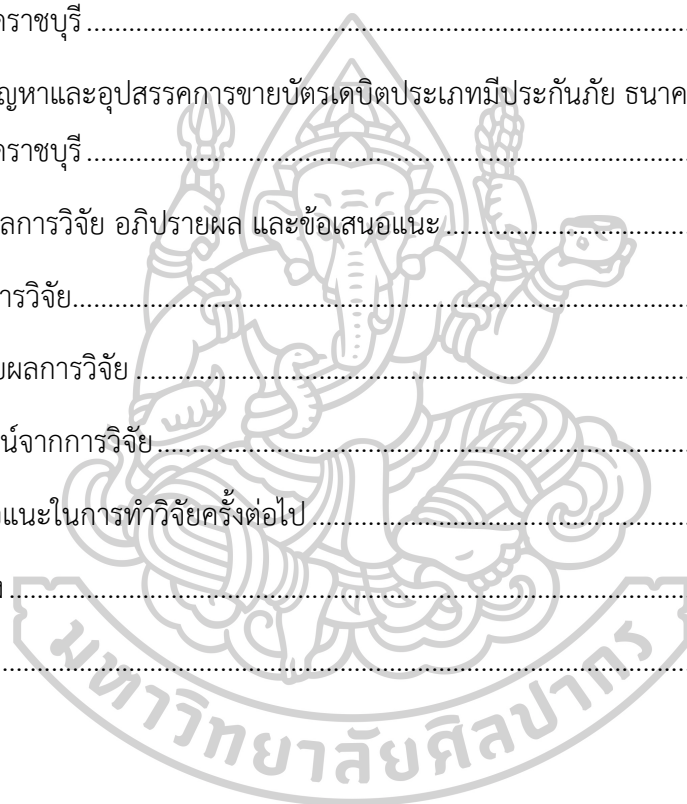 ดราชบุรี ........................................................................................
ญหาและอุปสรรคการขายบัตรเดบิตประเภทมีประกันภัย ธนาค
ดราชบุรี ........................................................................................
ลการวิจัย อภิปรายผล และข้อเสนอแนะ ...................................
ารวิจัย..........................................................................................
ยผลการวิจัย ................................................................................
น์จากการวิจัย ............................................................................
แนะในการทำวิจัยครั้งต่อไป .......................................................
.....................................................................................................
.....................................................................................................
มหาวิทยาลัยศิลปากร